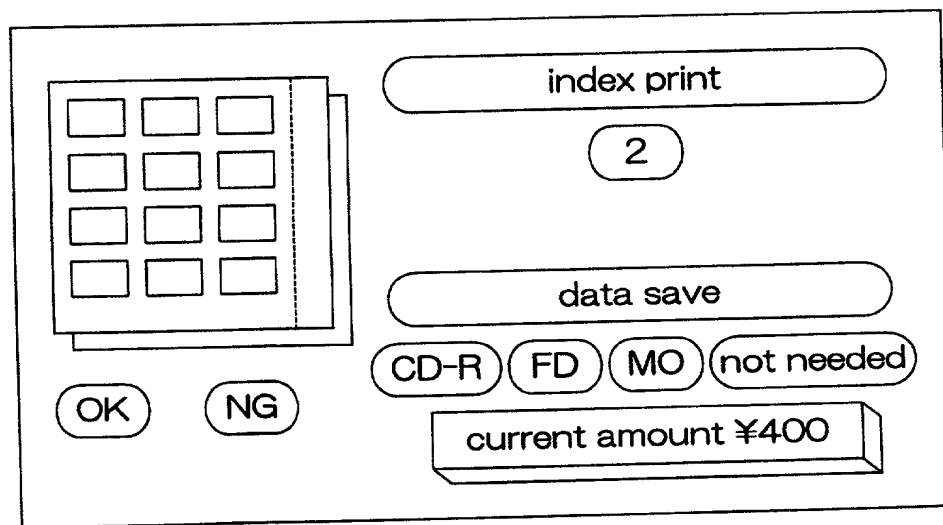 index print
2
data save
CD-R FD MO not needed
OK NG
current amount ¥400